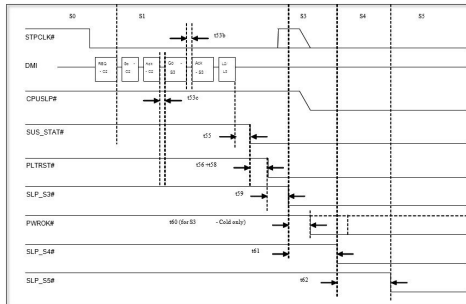 S0 S1 S3 S4 S5
STPCLK#
t53b
DMI
CPUSLP#
SUS_STAT#
t55
PLTRST#
t56 +t58
SLP_S3#
t59
PWROK#
t60 (for S3 - Cold only)
SLP_S4#
t61
SLP_S5#
t62